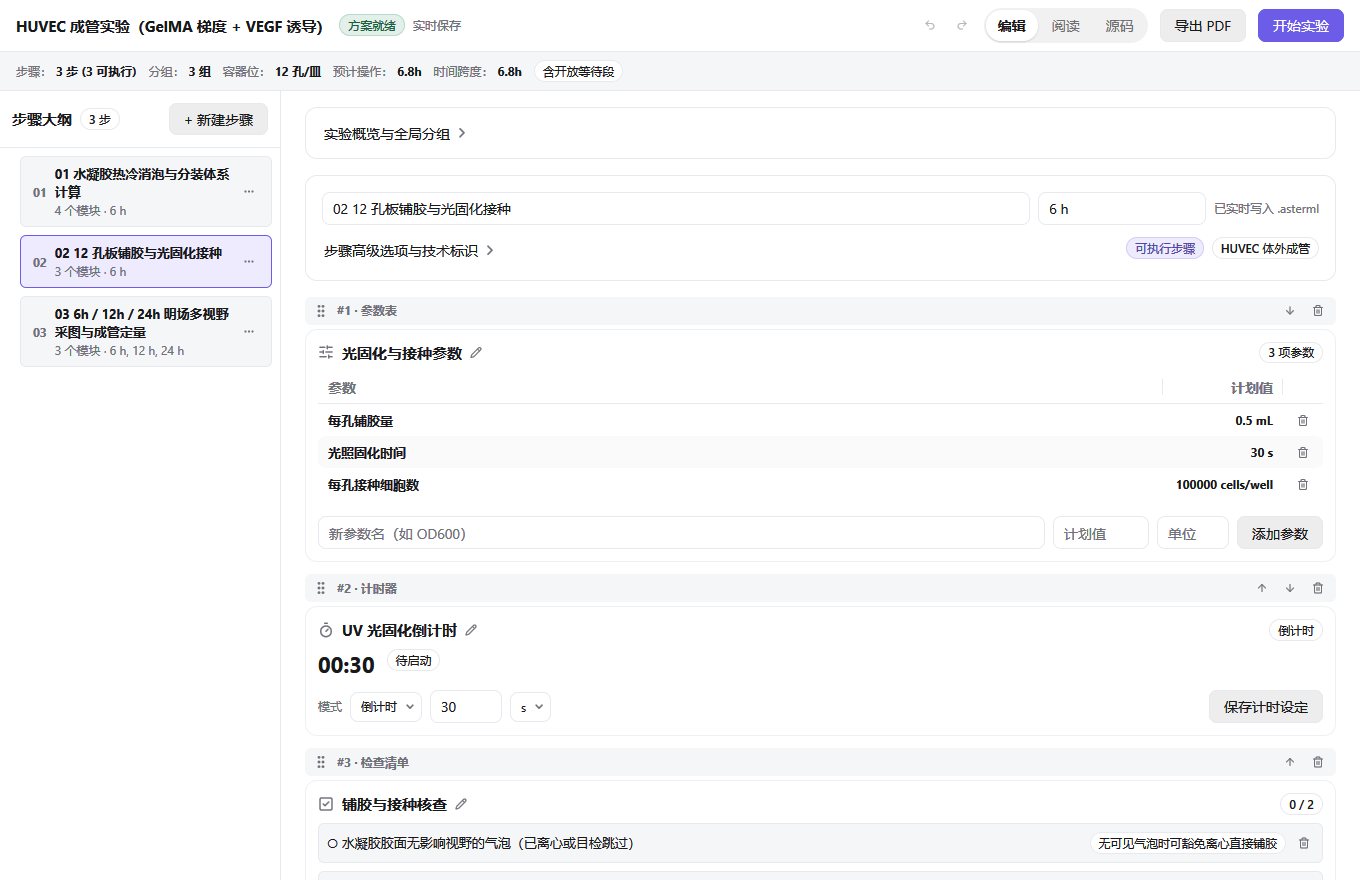 HUVEC 成管实验（GelMA 梯度 + VEGF 诱导） 方案就绪 实时保存 编辑 阅读 源码 导出 PDF 开始实验
步骤： 3 步 (3 可执行) 分组： 3 组 容器位： 12 孔/皿 预计操作： 6.8h 时间跨度： 6.8h 含开放等待段
步骤大纲 3 步 + 新建步骤
01 01 水凝胶热冷消泡与分装体系计算
4 个模块 · 6 h
02 02 12 孔板铺胶与光固化接种
3 个模块 · 6 h
03 03 6h / 12h / 24h 明场多视野采图与成管定量
3 个模块 · 6 h, 12 h, 24 h
实验概览与全局分组
02 12 孔板铺胶与光固化接种 6 h 已实时写入 .asterml
步骤高级选项与技术标识 可执行步骤 HUVEC 体外成管
#1 · 参数表
光固化与接种参数 3 项参数
参数 计划值
每孔铺胶量 0.5 mL
光照固化时间 30 s
每孔接种细胞数 100000 cells/well
新参数名（如 OD600） 计划值 单位 添加参数
#2 · 计时器
UV 光固化倒计时 倒计时
00:30 待启动
模式 倒计时 30 s 保存计时设定
#3 · 检查清单
铺胶与接种核查 0 / 2
水凝胶胶面无影响视野的气泡（已离心或目检跳过） 无可见气泡时可豁免离心直接铺胶